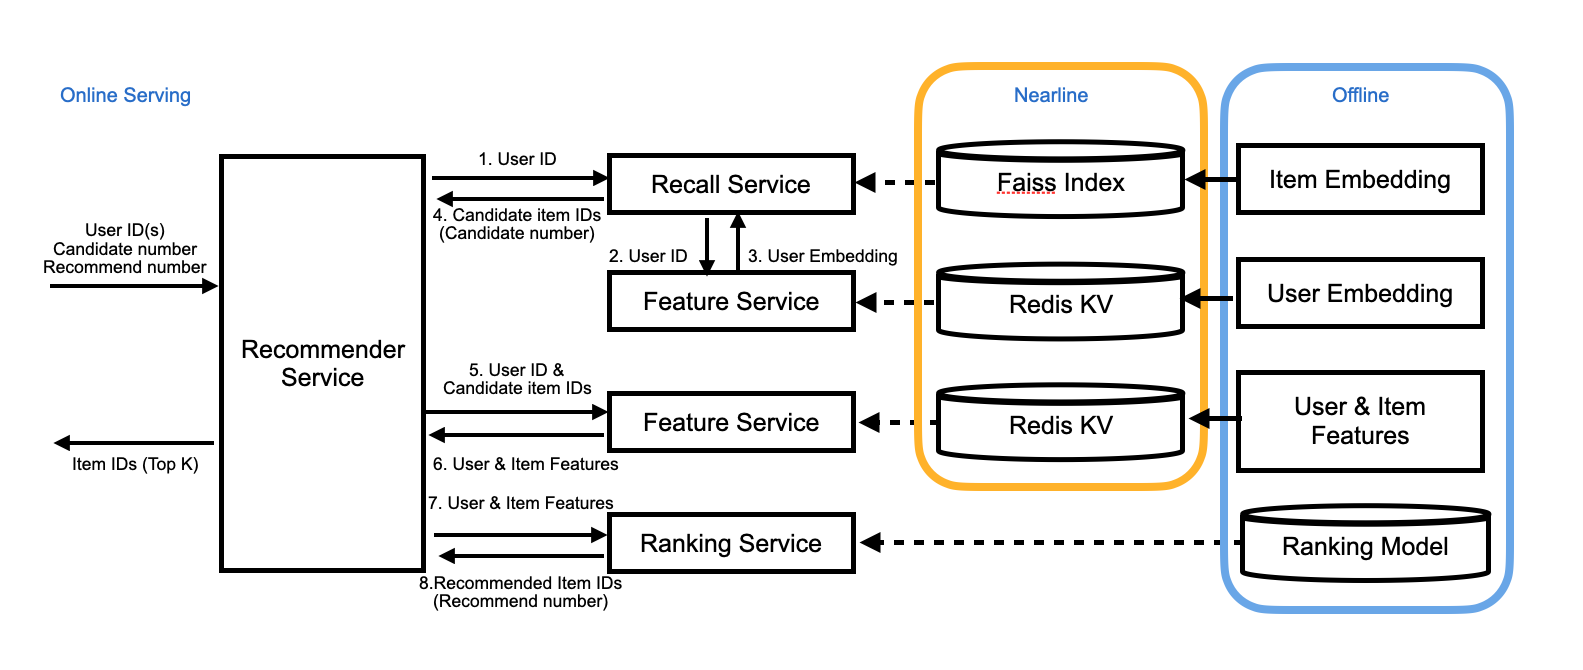 Online Serving
Nearline
Offline
1. User ID
Recall Service
Faiss Index
Item Embedding
4. Candidate item IDs
(Candidate number)
User ID(s)
Candidate number
Recommend number
2. User ID
3. User Embedding
Feature Service
Redis KV
User Embedding
Recommender
Service
5. User ID &
Candidate item IDs
Feature Service
Redis KV
User & Item
Features
Item IDs (Top K)
6. User & Item Features
7. User & Item Features
Ranking Service
Ranking Model
8.Recommended Item IDs
(Recommend number)